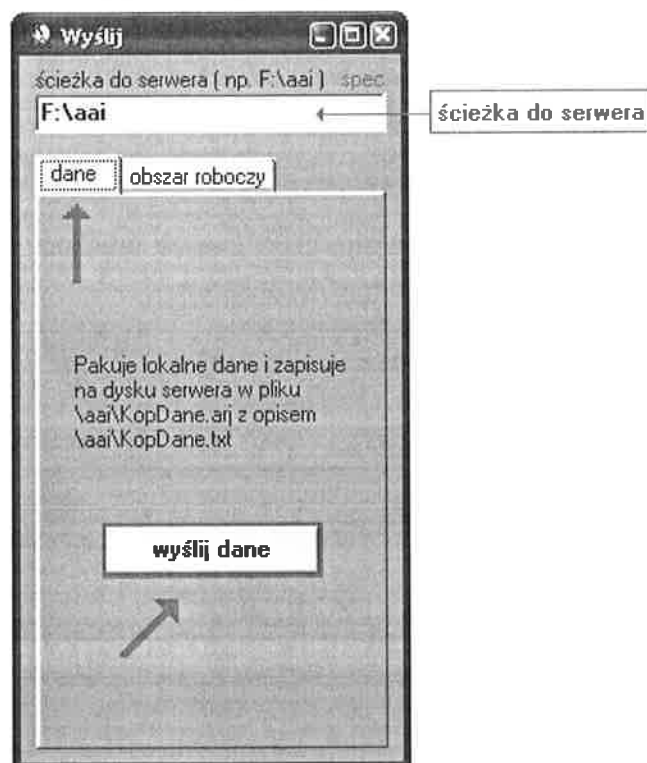 Wyślij
ścieżka do serwera ( np. F:\aai ) spec
F:\aai
ścieżka do serwera
dane
obszar roboczy
Pakuje lokalne dane i zapisuje
na dysku serwera w pliku
\aai\KopDane.arj z opisem
\aai\KopDane.txt
wyślij dane